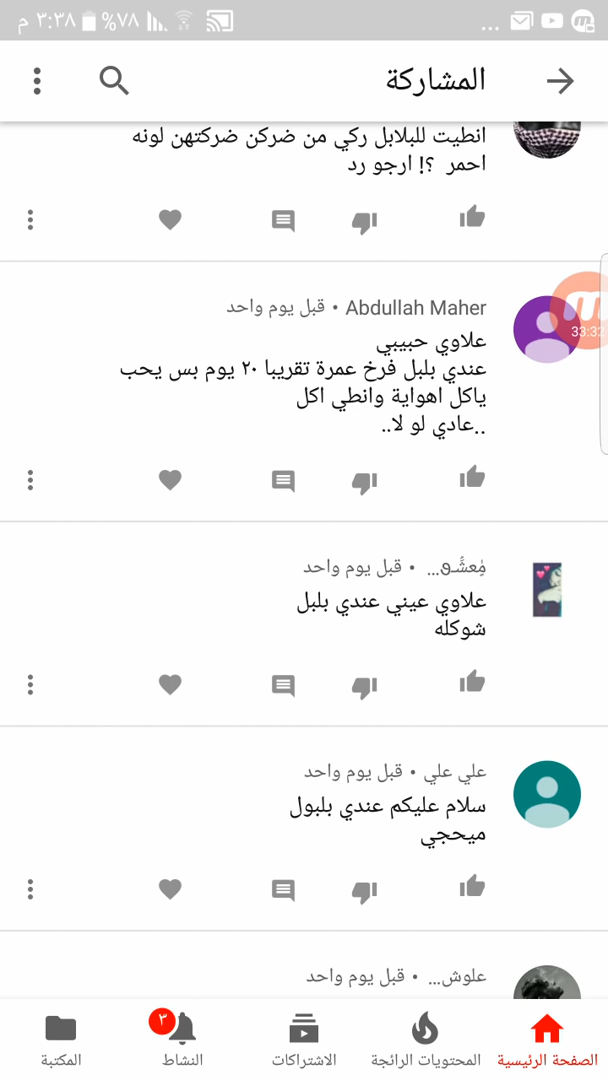 ٣:٣٨ م
٧٨%
...
المشاركة
انطيت للبلابل ركي من ضركن ضركتهن لونه
احمر ؟! ارجو رد
Abdullah Maher • قبل يوم واحد
علاوي حبيبي
عندي بلبل فرخ عمرة تقريبا ٢٠ يوم بس يحب
ياكل اهواية وانطي اكل
..عادي لو لا..
33:32
• قبل يوم واحد
علاوي عيني عندي بلبل
شوكله
علي علي • قبل يوم واحد
سلام عليكم عندي بلبول
ميحجي
علوش... • قبل يوم واحد
الصفحة الرئيسية
المحتويات الرائجة
الاشتراكات
٣
النشاط
المكتبة